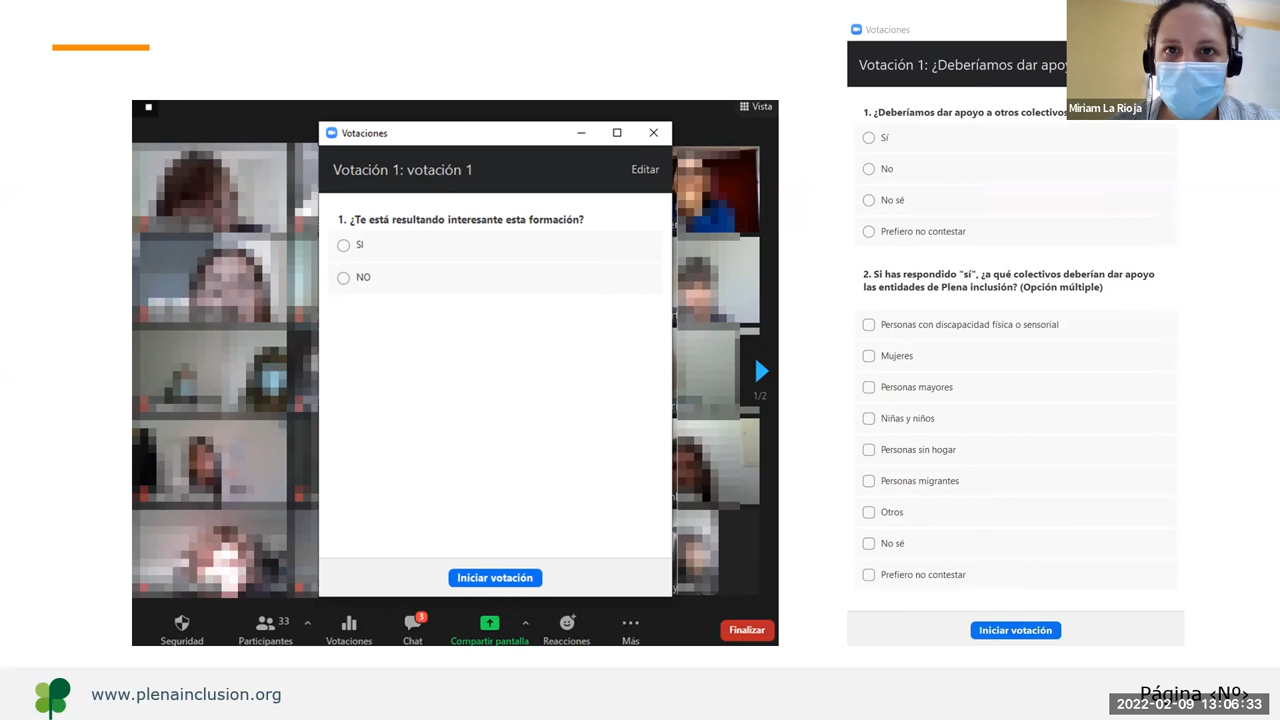 Vista
Votaciones
Votación 1: votación 1
Editar
1. ¿Te está resultando interesante esta formación?
SI
NO
Iniciar votación
1/2
33
3
Seguridad
Participantes
Votaciones
Chat
Compartir pantalla
Reacciones
Más
Finalizar
Votaciones
Votación 1: ¿Deberíamos dar apoy
Miriam La Rioja
1. ¿Deberíamos dar apoyo a otros colectivos
Sí
No
No sé
Prefiero no contestar
2. Si has respondido "sí", ¿a qué colectivos deberían dar apoyo
las entidades de Plena inclusión? (Opción múltiple)
Personas con discapacidad física o sensorial
Mujeres
Personas mayores
Niñas y niños
Personas sin hogar
Personas migrantes
Otros
No sé
Prefiero no contestar
Iniciar votación
www.plenainclusion.org
Página ‹Nº›
2022-02-09 13:06:33